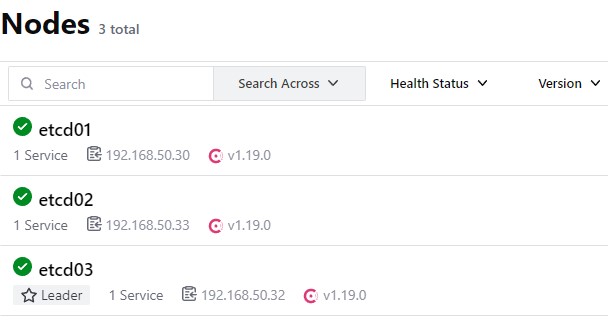 Nodes 3 total
Search Search Across Health Status Version
etcd01
1 Service 192.168.50.30 v1.19.0
etcd02
1 Service 192.168.50.33 v1.19.0
etcd03
Leader 1 Service 192.168.50.32 v1.19.0